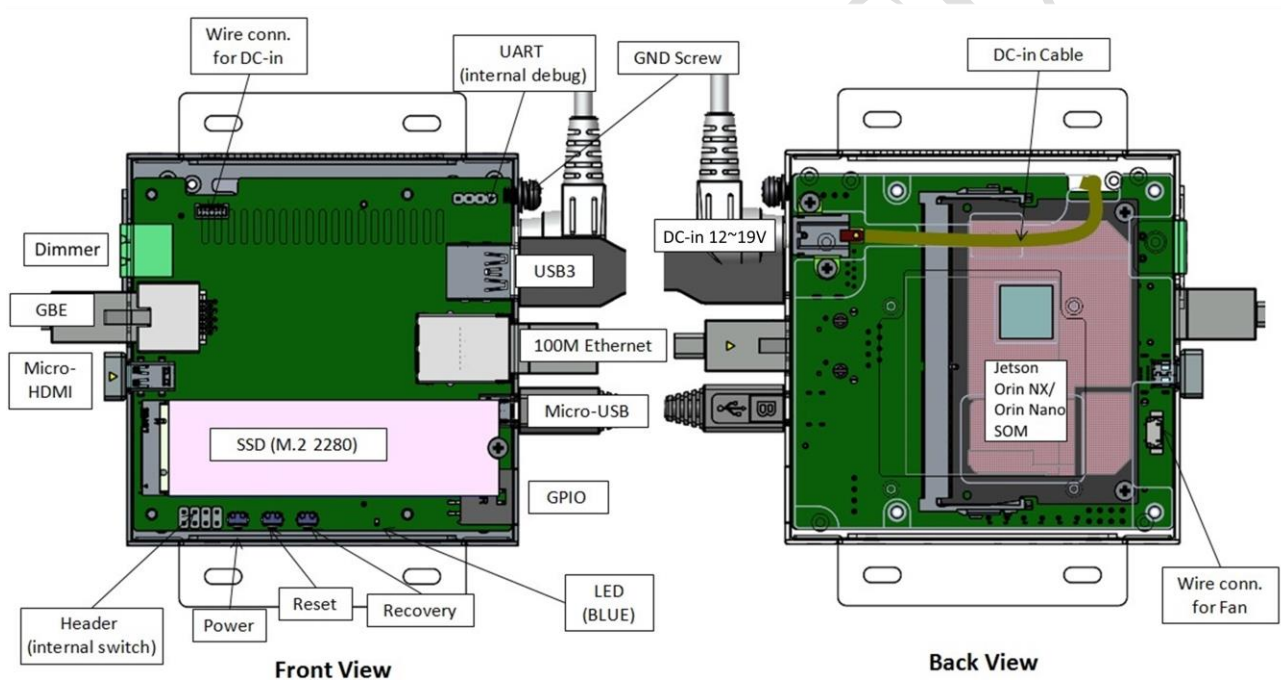 Wire conn.
for DC-in
UART
(internal debug)
GND Screw
DC-in Cable
Dimmer
DC-in 12~19V
USB3
GBE
100M Ethernet
Micro-
HDMI
Jetson
Orin NX/
Orin Nano
SOM
Micro-USB
SSD (M.2 2280)
GPIO
Header
(internal switch)
Power
Reset
Recovery
LED
(BLUE)
Wire conn.
for Fan
Front View
Back View